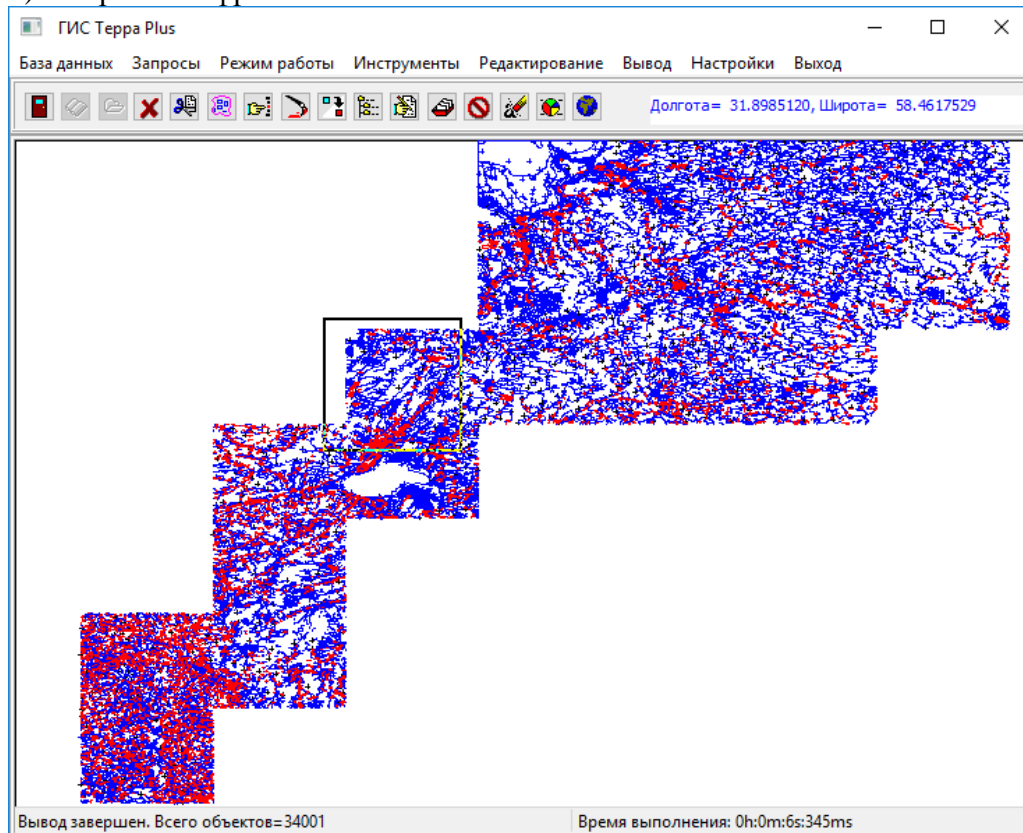 ГИС Терра Plus
База данных Запросы Режим работы Инструменты Редактирование Вывод Настройки Выход
Долгота= 31.8985120, Широта= 58.4617529
Вывод завершен. Всего объектов=34001
Время выполнения: 0h:0m:6s:345ms